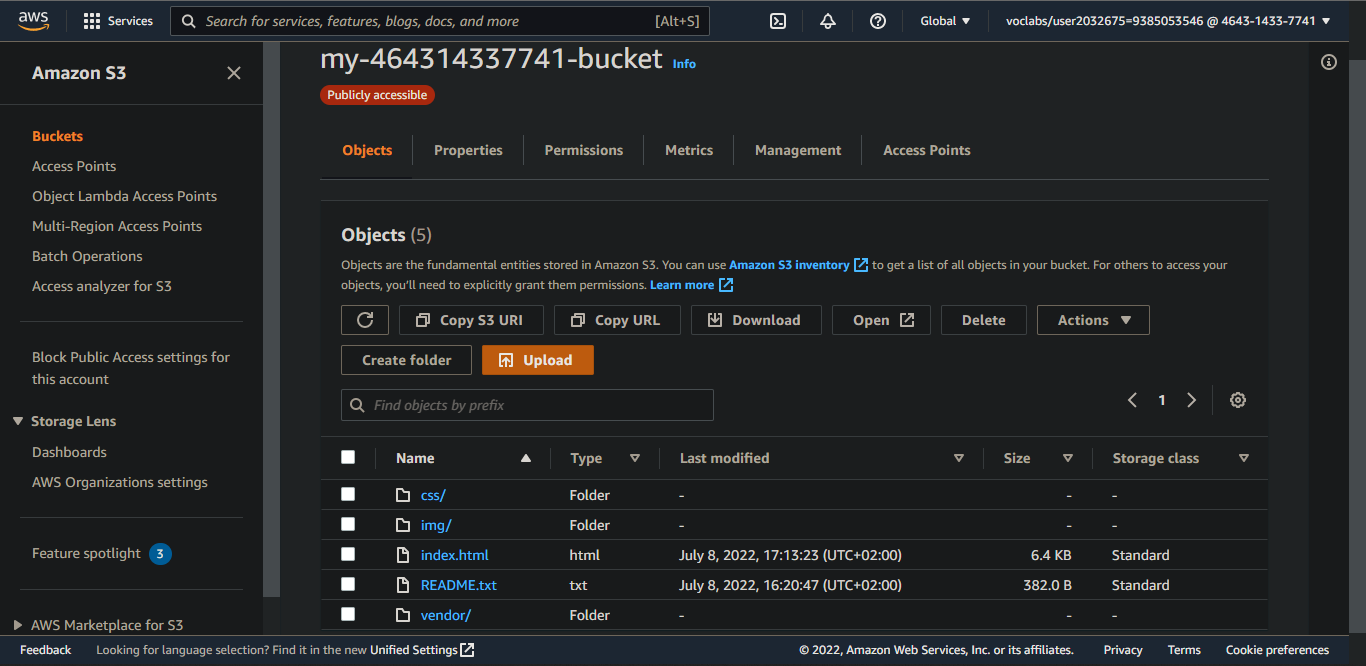 aws
Services
Search for services, features, blogs, docs, and more
[Alt+S]
Global
voclabs/user2032675=9385053546 @ 4643-1433-7741
Amazon S3
Buckets
Access Points
Object Lambda Access Points
Multi-Region Access Points
Batch Operations
Access analyzer for S3
Block Public Access settings for
this account
Storage Lens
Dashboards
AWS Organizations settings
Feature spotlight 3
AWS Marketplace for S3
my-464314337741-bucket Info
Publicly accessible
Objects Properties Permissions Metrics Management Access Points
Objects (5)
Objects are the fundamental entities stored in Amazon S3. You can use Amazon S3 inventory to get a list of all objects in your bucket. For others to access your
objects, you'll need to explicitly grant them permissions. Learn more
Copy S3 URI Copy URL Download Open Delete Actions
Create folder Upload
Find objects by prefix
1
Name Type Last modified Size Storage class
css/ Folder - - -
img/ Folder - - -
index.html html July 8, 2022, 17:13:23 (UTC+02:00) 6.4 KB Standard
README.txt txt July 8, 2022, 16:20:47 (UTC+02:00) 382.0 B Standard
vendor/ Folder - - -
Feedback Looking for language selection? Find it in the new Unified Settings
© 2022, Amazon Web Services, Inc. or its affiliates. Privacy Terms Cookie preferences